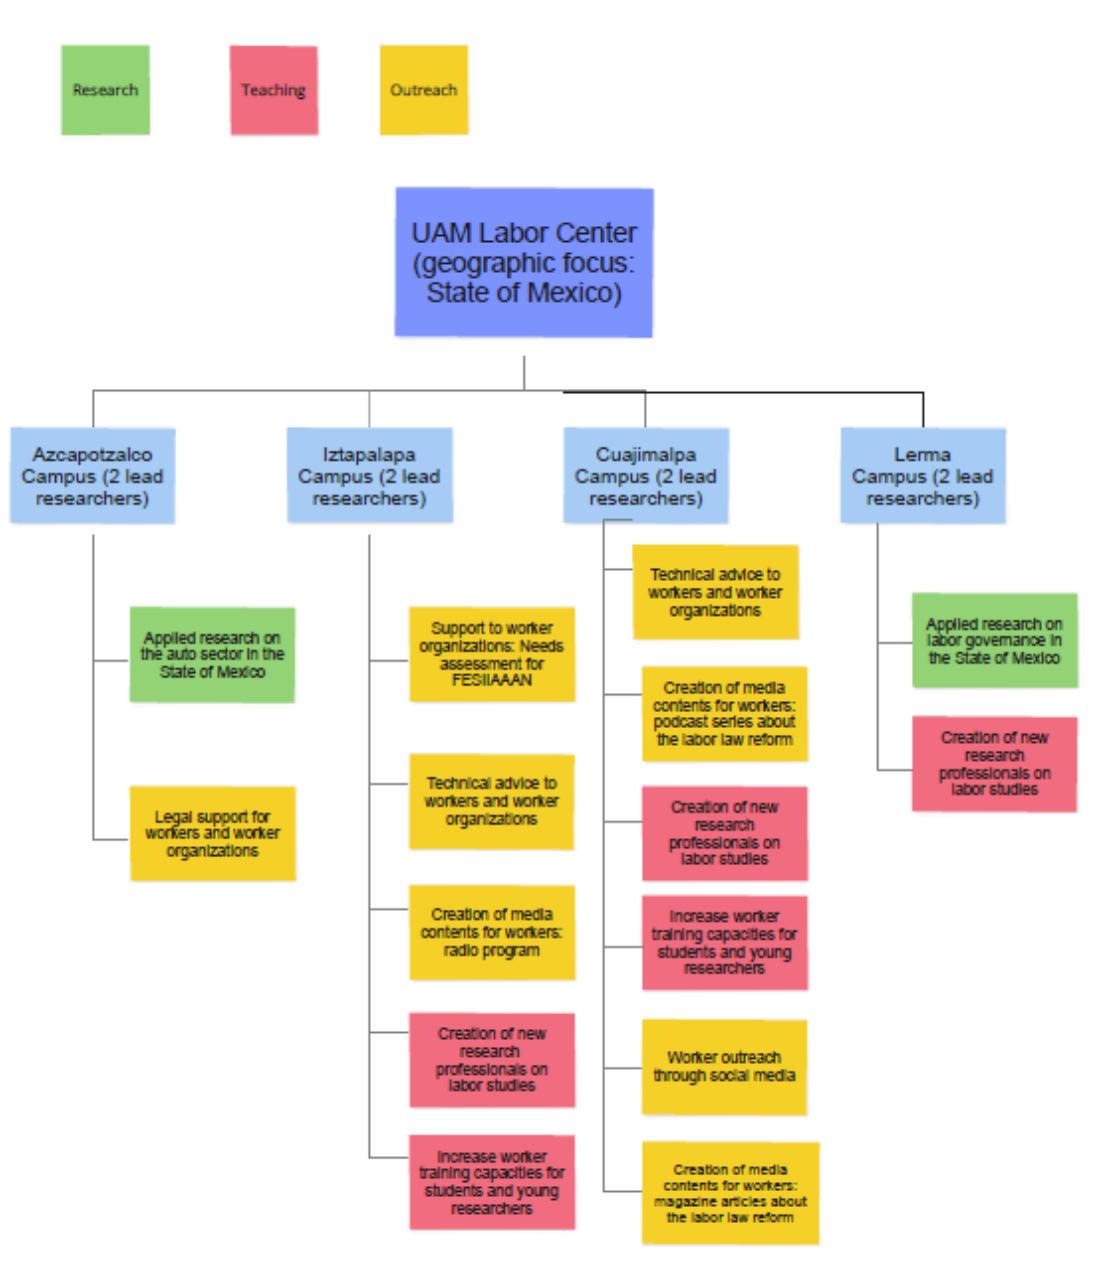 Research
Teaching
Outreach
UAM Labor Center
(geographic focus:
State of Mexico)
Azcapotzalco
Campus (2 lead
researchers)
Iztapalapa
Campus (2 lead
researchers)
Cuajimalpa
Campus (2 lead
researchers)
Lerma
Campus (2 lead
researchers)
Applied research on
the auto sector in the
State of Mexico
Legal support for
workers and worker
organizations
Support to worker
organizations: Needs
assessment for
FESIIAAAN
Technical advice to
workers and worker
organizations
Creation of media
contents for workers:
radio program
Creation of new
research
professionals on
labor studies
Increase worker
training capacities for
students and young
researchers
Technical advice to
workers and worker
organizations
Creation of media
contents for workers:
podcast series about
the labor law reform
Creation of new
research
professionals on
labor studies
Increase worker
training capacities for
students and young
researchers
Worker outreach
through social media
Creation of media
contents for workers:
magazine articles about
the labor law reform
Applied research on
labor governance in
the State of Mexico
Creation of new
research
professionals on
labor studies